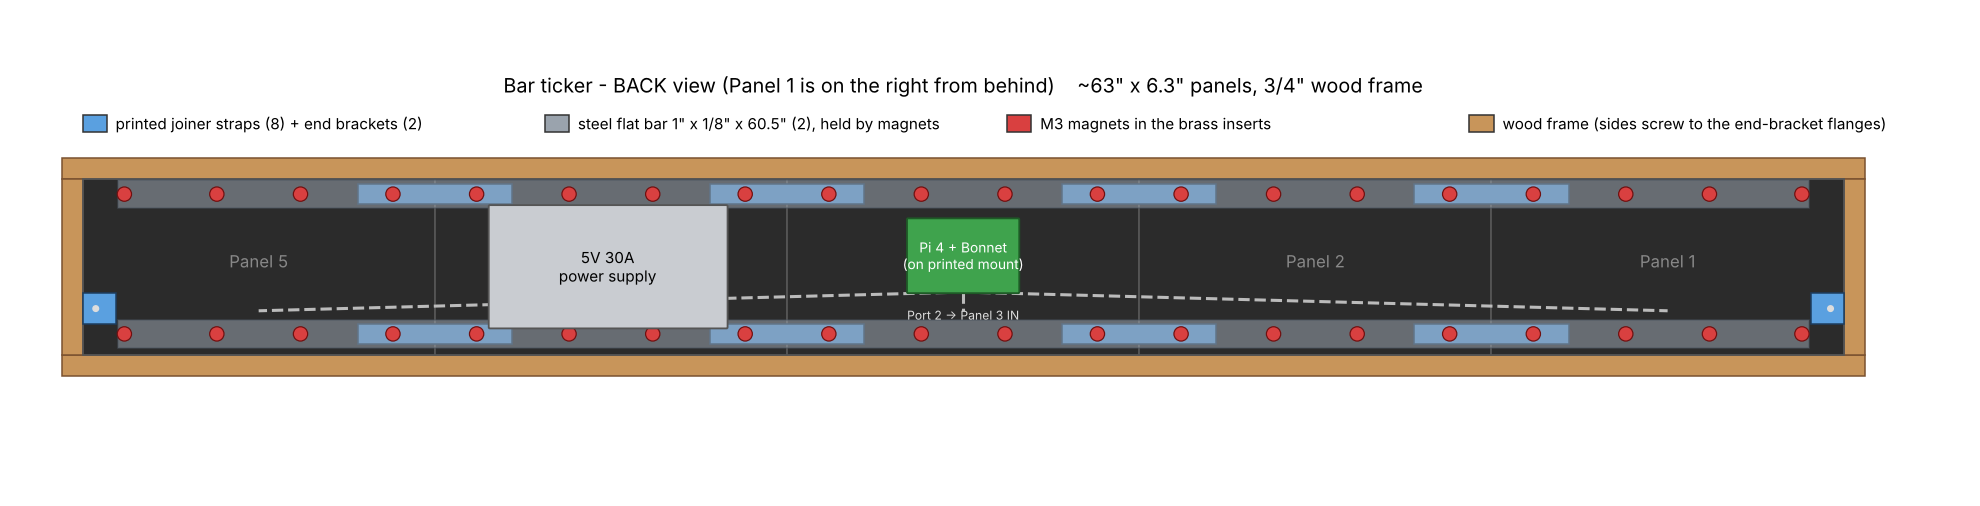 Bar ticker - BACK view (Panel 1 is on the right from behind)    ~63" x 6.3" panels, 3/4" wood frame
printed joiner straps (8) + end brackets (2)
steel flat bar 1" x 1/8" x 60.5" (2), held by magnets
M3 magnets in the brass inserts
wood frame (sides screw to the end-bracket flanges)
Panel 5
5V 30A
power supply
Pi 4 + Bonnet
(on printed mount)
Port 2 → Panel 3 IN
Panel 2
Panel 1